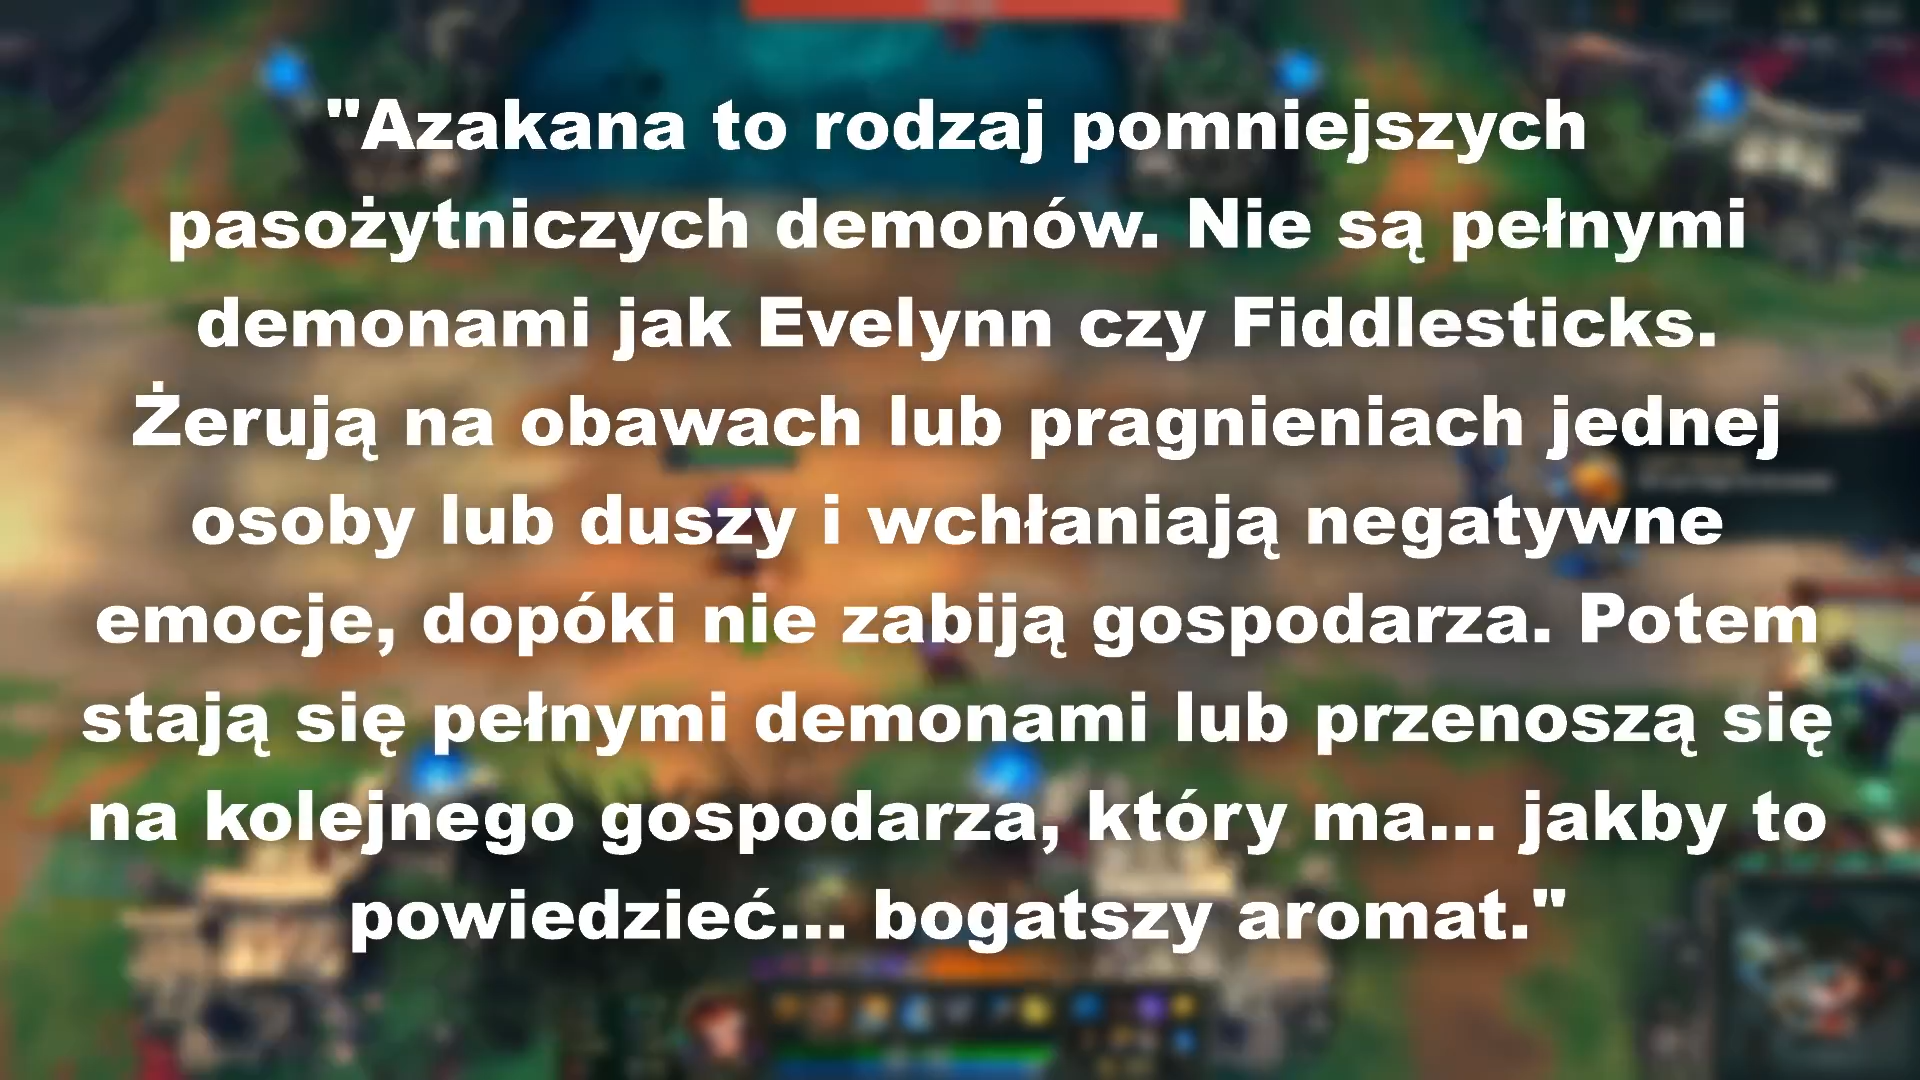 "Azakana to rodzaj pomniejszych
pasożytniczych demonów. Nie są pełnymi
demonami jak Evelynn czy Fiddlesticks.
Żerują na obawach lub pragnieniach jednej
osoby lub duszy i wchłaniają negatywne
emocje, dopóki nie zabiją gospodarza. Potem
stają się pełnymi demonami lub przenoszą się
na kolejnego gospodarza, który ma... jakby to
powiedzieć... bogatszy aromat."